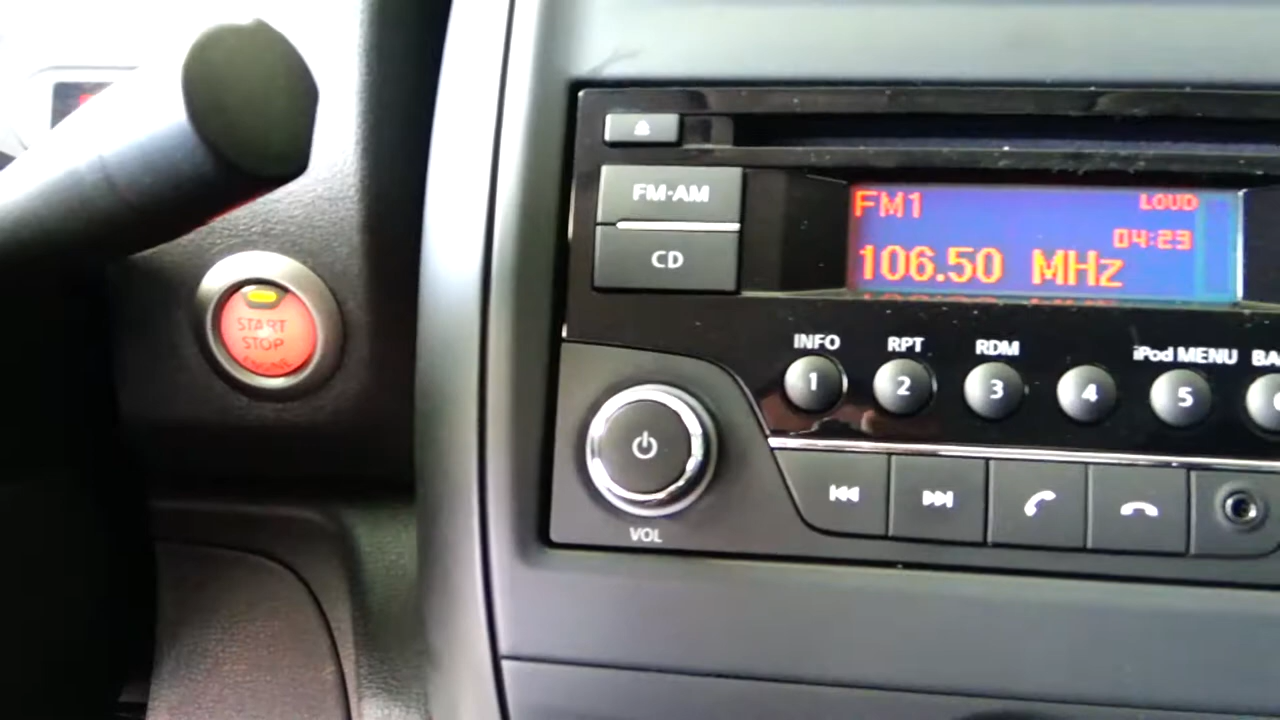 FM·AM
CD
FM1
LOUD
04:23
106.50 MHz
START
STOP
ENGINE
INFO
RPT
RDM
iPod MENU
1
2
3
4
5
VOL